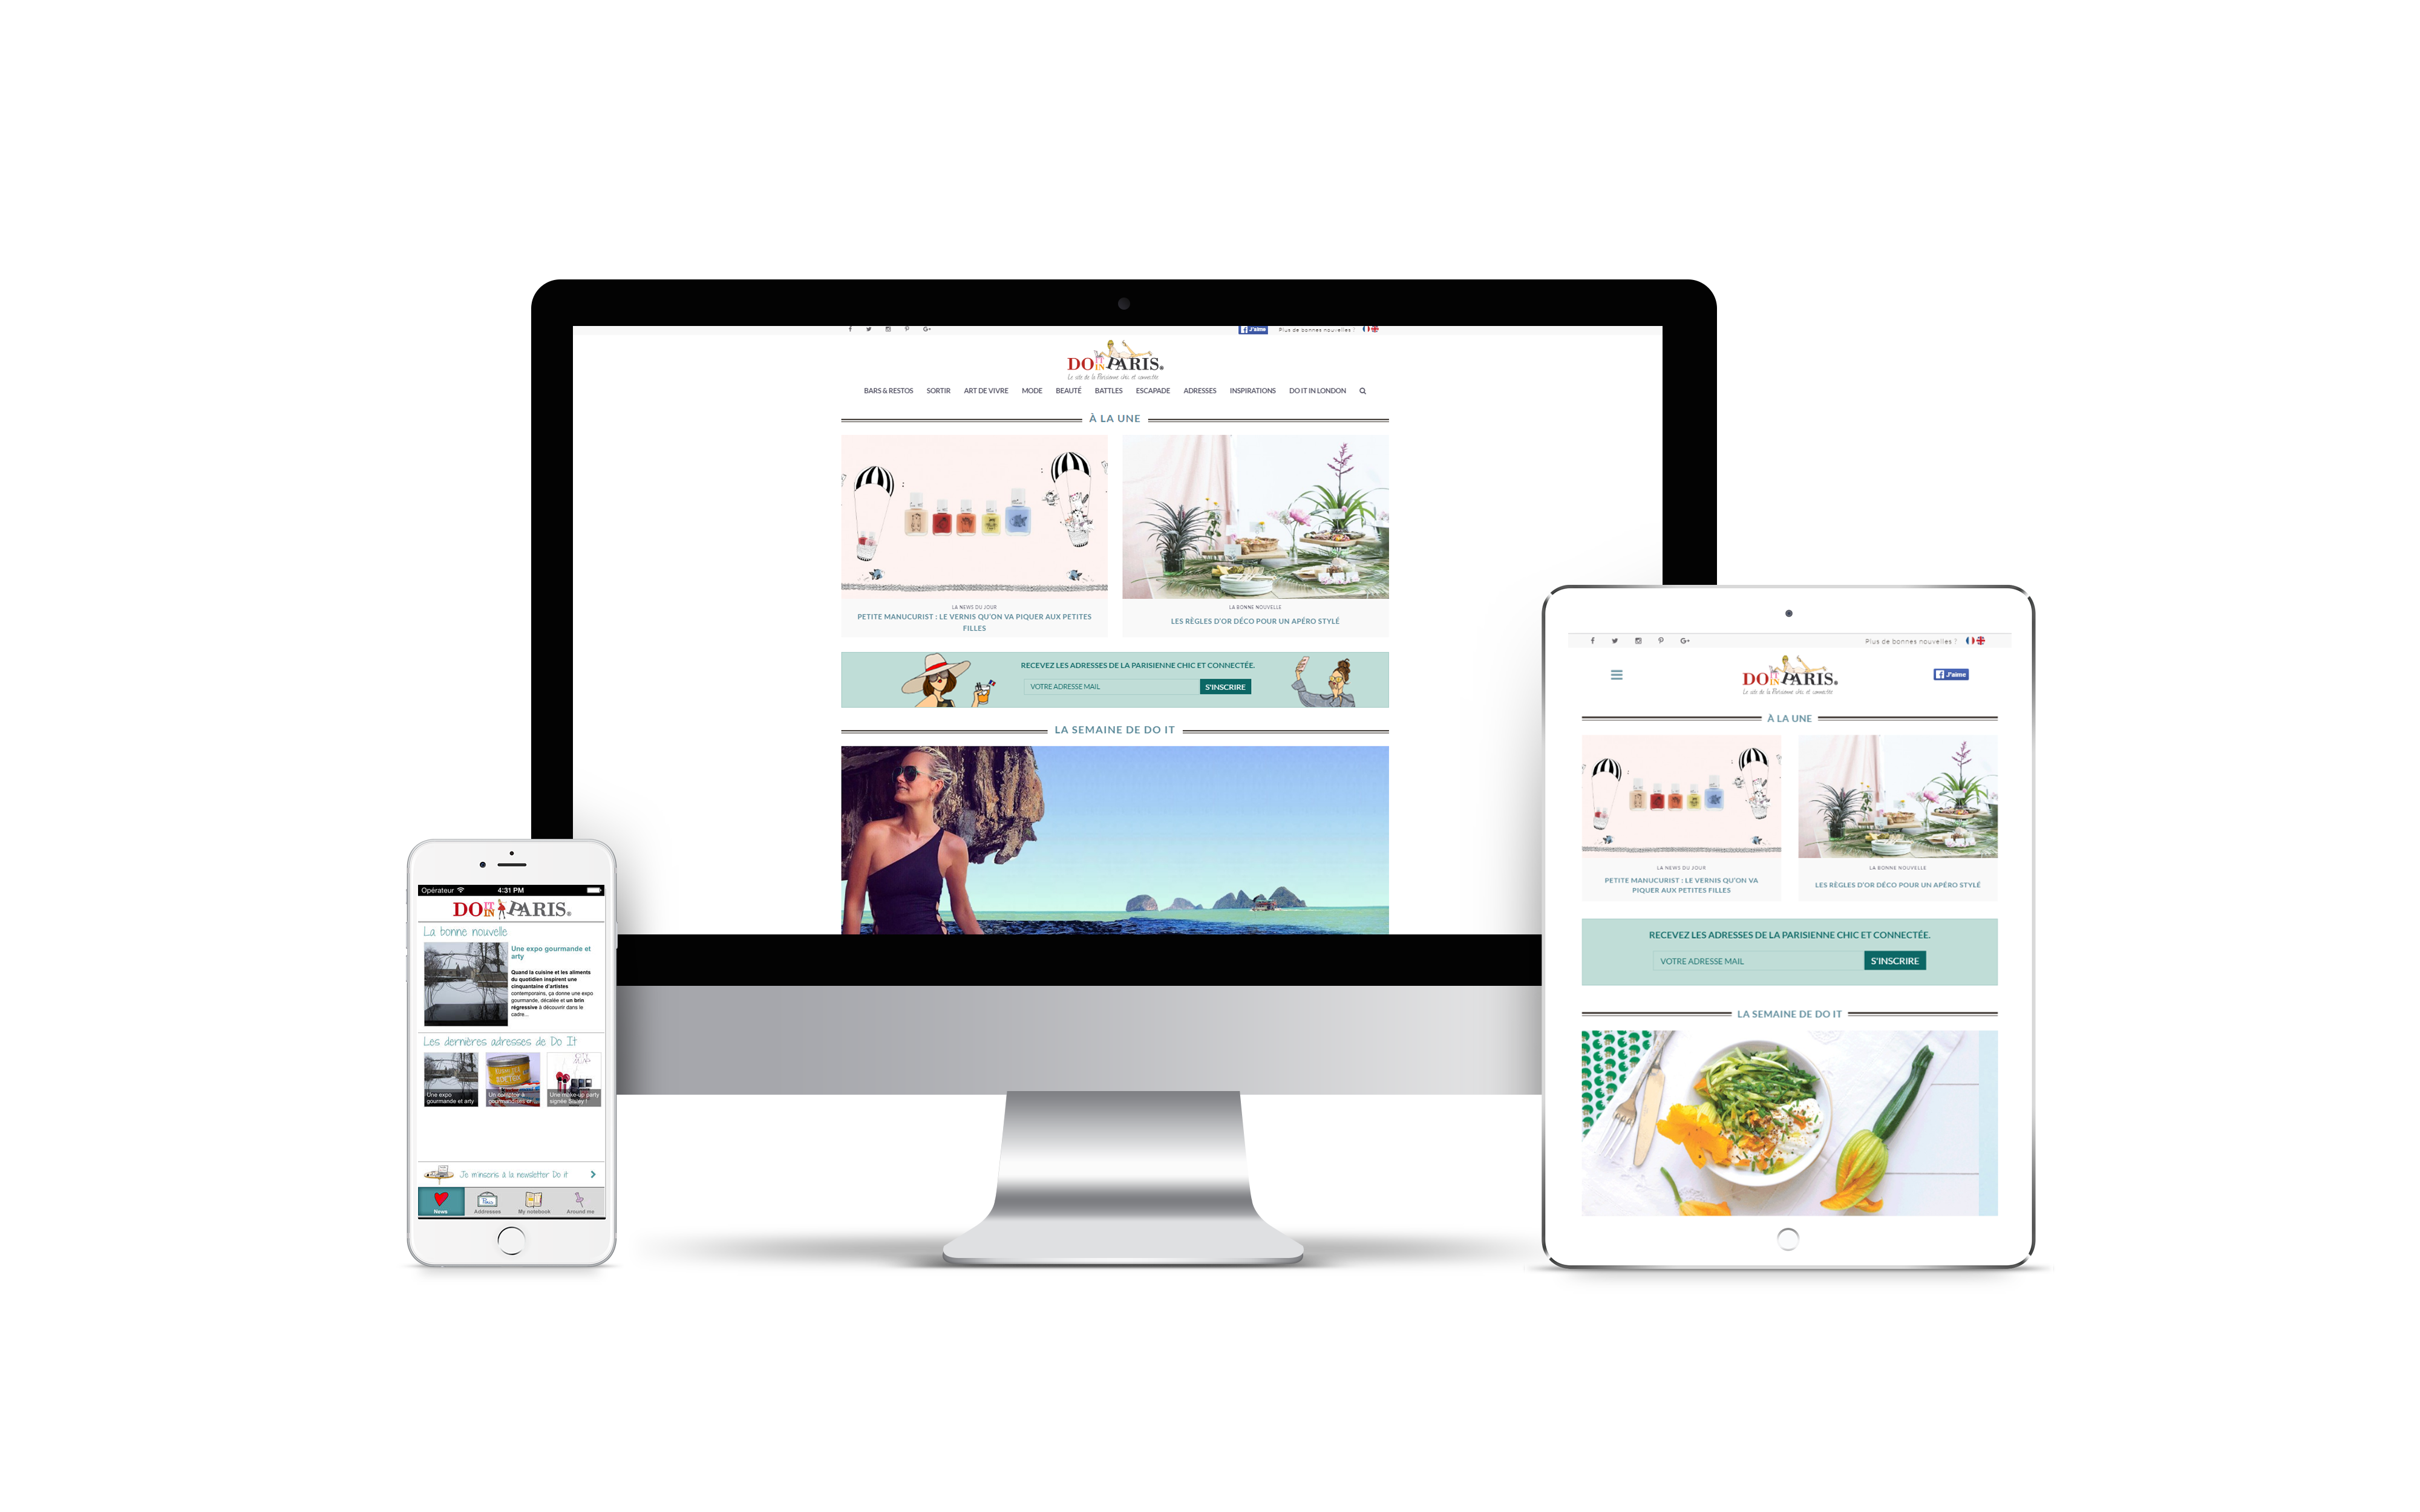 J'aime
Plus de bonnes nouvelles ?
DO IT IN PARIS
Le site de la Parisienne chic et connectée
BARS & RESTOS SORTIR ART DE VIVRE MODE BEAUTÉ BATTLES ESCAPADE ADRESSES INSPIRATIONS DO IT IN LONDON
À LA UNE
LA NEWS DU JOUR
PETITE MANUCURIST : LE VERNIS QU'ON VA PIQUER AUX PETITES
FILLES
LA BONNE NOUVELLE
LES RÈGLES D'OR DÉCO POUR UN APÉRO STYLÉ
RECEVEZ LES ADRESSES DE LA PARISIENNE CHIC ET CONNECTÉE.
VOTRE ADRESSE MAIL S'INSCRIRE
LA SEMAINE DE DO IT
Opérateur 4:31 PM
DO IT IN PARIS
La bonne nouvelle
Une expo gourmande et
arty
Quand la cuisine et les aliments
du quotidien inspirent une
cinquantaine d'artistes
contemporains, ça donne une expo
gourmande, décalée et un brin
régressive à découvrir dans le
cadre...
Les dernières adresses de Do It
Une expo
gourmande et arty
Un comptoir à
gourmandises or...
Une make-up party
signée Sisley !
Je m'inscris à la newsletter Do it
News Addresses My notebook Around me
Plus de bonnes nouvelles ?
DO IT IN PARIS
Le site de la Parisienne chic et connectée
J'aime
À LA UNE
LA NEWS DU JOUR
PETITE MANUCURIST : LE VERNIS QU'ON VA
PIQUER AUX PETITES FILLES
LA BONNE NOUVELLE
LES RÈGLES D'OR DÉCO POUR UN APÉRO STYLÉ
RECEVEZ LES ADRESSES DE LA PARISIENNE CHIC ET CONNECTÉE.
VOTRE ADRESSE MAIL S'INSCRIRE
LA SEMAINE DE DO IT